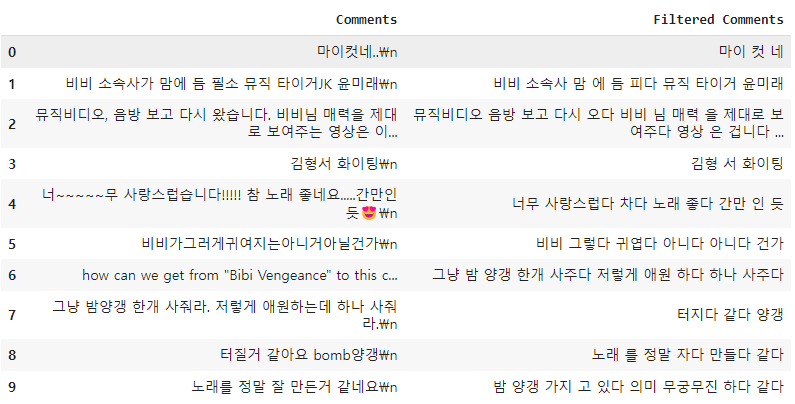 Comments Filtered Comments
0 마이컷네..₩n 마이 컷 네
1 비비 소속사가 맘에 듬 필소 뮤직 타이거JK 윤미래₩n 비비 소속사 맘 에 듬 피다 뮤직 타이거 윤미래
2 뮤직비디오, 음방 보고 다시 왔습니다. 비비님 매력을 제대 뮤직비디오 음방 보고 다시 오다 비비 님 매력 을 제대로 보
로 보여주는 영상은 이... 여주다 영상 은 겁니다 ...
3 김형서 화이팅₩n 김형 서 화이팅
4 너~~~~~무 사랑스럽습니다!!!!! 참 노래 좋네요.....간만인 너무 사랑스럽다 차다 노래 좋다 간만 인 듯
듯😍₩n
5 비비가그러게귀여지는아니거아닐건가₩n 비비 그렇다 귀엽다 아니다 아니다 건가
6 how can we get from "Bibi Vengeance" to this c... 그냥 밤 양갱 한개 사주다 저렇게 애원 하다 하나 사주다
7 그냥 밤양갱 한개 사줘라. 저렇게 애원하는데 하나 사줘 터지다 같다 양갱
라.₩n
8 터질거 같아요 bomb양갱₩n 노래 를 정말 자다 만들다 같다
9 노래를 정말 잘 만든거 같네요₩n 밤 양갱 가지 고 있다 의미 무궁무진 하다 같다